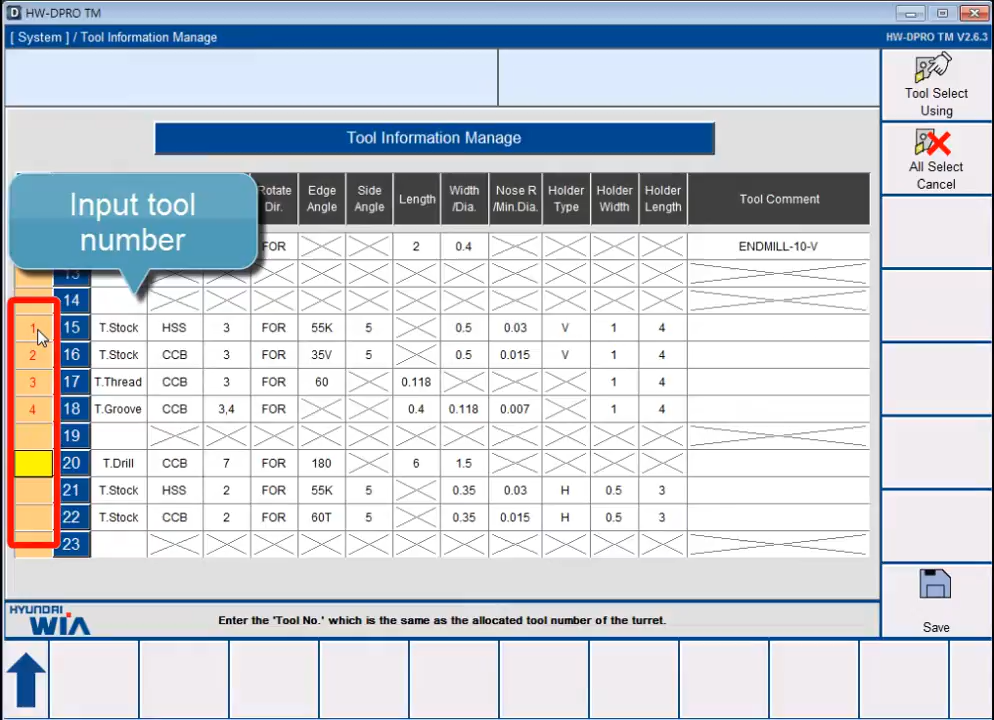 HW-DPRO TM
[ System ] / Tool Information Manage
HW-DPRO TM V2.6.3
Tool Select
Using
All Select
Cancel
Tool Information Manage
Input tool
number
Rotate
Dir.
Edge
Angle
Side
Angle
Length
Width
/Dia.
Nose R
/Min.Dia.
Holder
Type
Holder
Width
Holder
Length
Tool Comment
FOR 2 0.4 ENDMILL-10-V
13
14
1 15 T.Stock HSS 3 FOR 55K 5 0.5 0.03 V 1 4
2 16 T.Stock CCB 3 FOR 35V 5 0.5 0.015 V 1 4
3 17 T.Thread CCB 3 FOR 60 0.118 1 4
4 18 T.Groove CCB 3,4 FOR 0.4 0.118 0.007 1 4
19
20 T.Drill CCB 7 FOR 180 6 1.5
21 T.Stock HSS 2 FOR 55K 5 0.35 0.03 H 0.5 3
22 T.Stock CCB 2 FOR 60T 5 0.35 0.015 H 0.5 3
23
HYUNDAI
WIA
Enter the 'Tool No.' which is the same as the allocated tool number of the turret.
Save